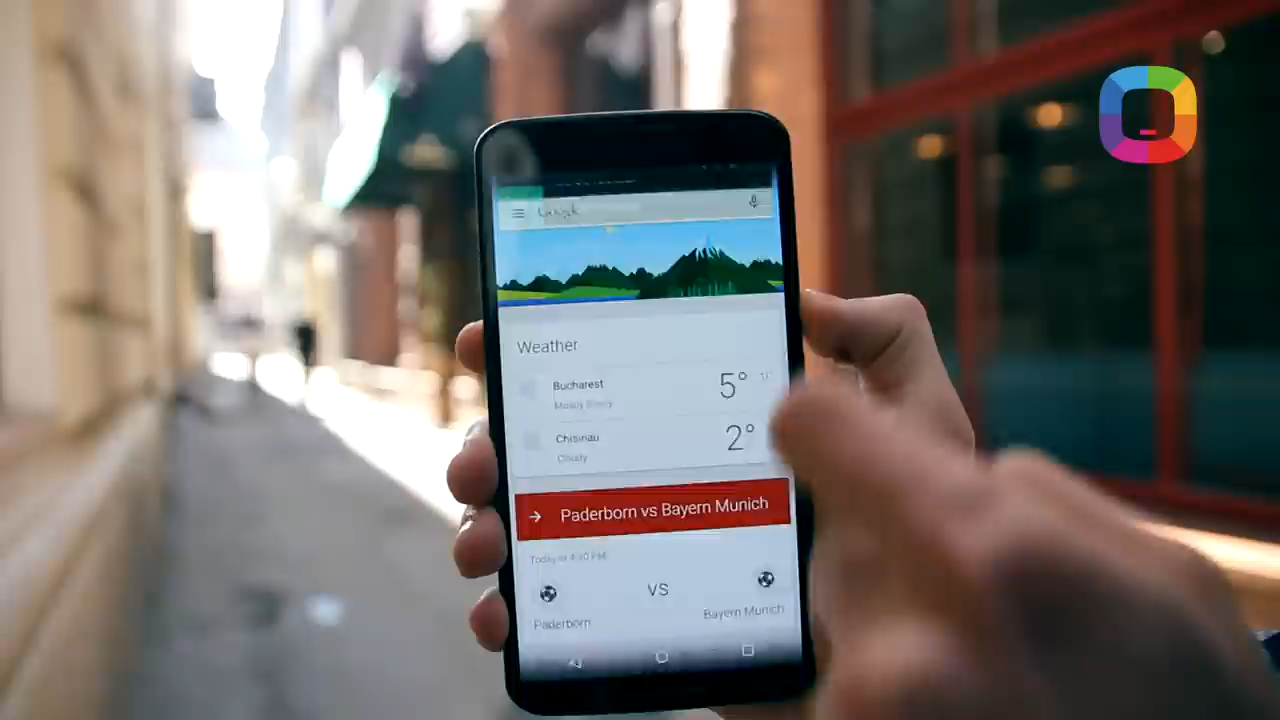 Google
Weather
Bucharest
5°
Mostly Sunny
Chisinau
2°
Cloudy
→ Paderborn vs Bayern Munich
Today at 4:30 PM
VS
Paderborn
Bayern Munich